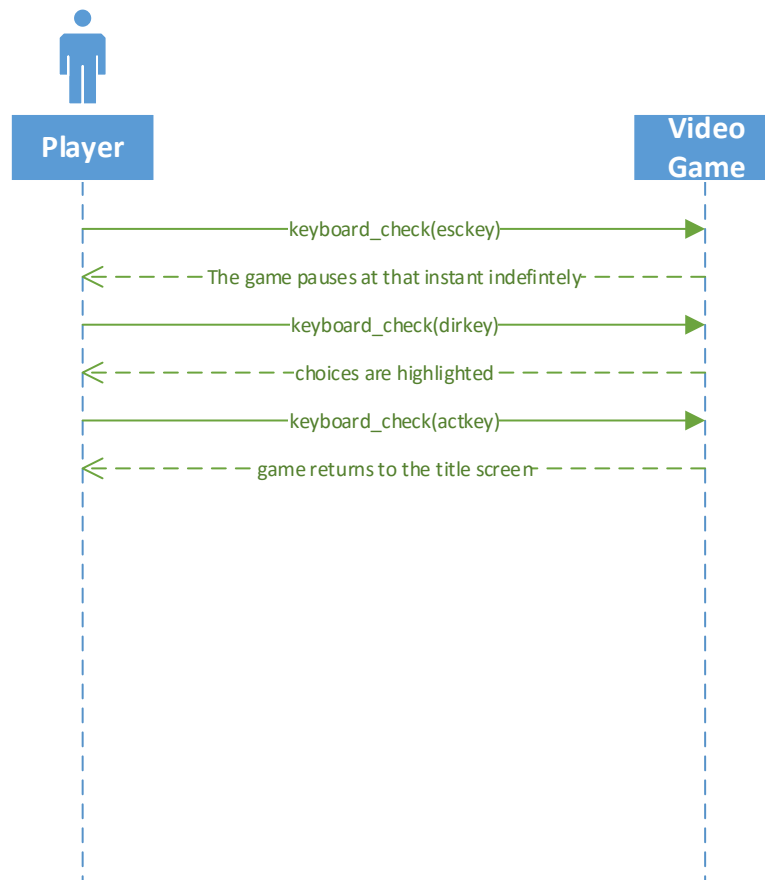 Player
Video
Game
keyboard_check(esckey)
The game pauses at that instant indefintely
keyboard_check(dirkey)
choices are highlighted
keyboard_check(actkey)
game returns to the title screen